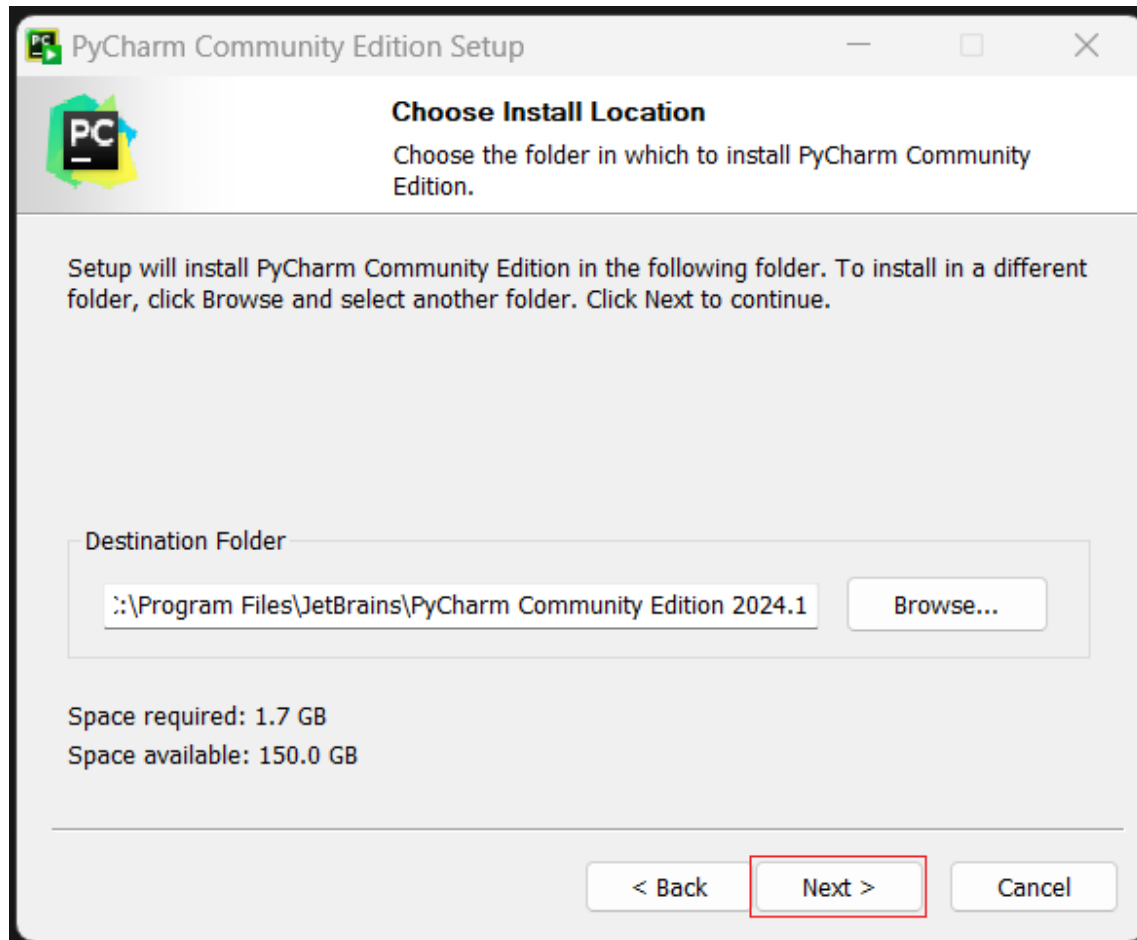 PyCharm Community Edition Setup
PC
Choose Install Location
Choose the folder in which to install PyCharm Community
Edition.
Setup will install PyCharm Community Edition in the following folder. To install in a different
folder, click Browse and select another folder. Click Next to continue.
Destination Folder
:\Program Files\JetBrains\PyCharm Community Edition 2024.1
Browse...
Space required: 1.7 GB
Space available: 150.0 GB
< Back
Next >
Cancel